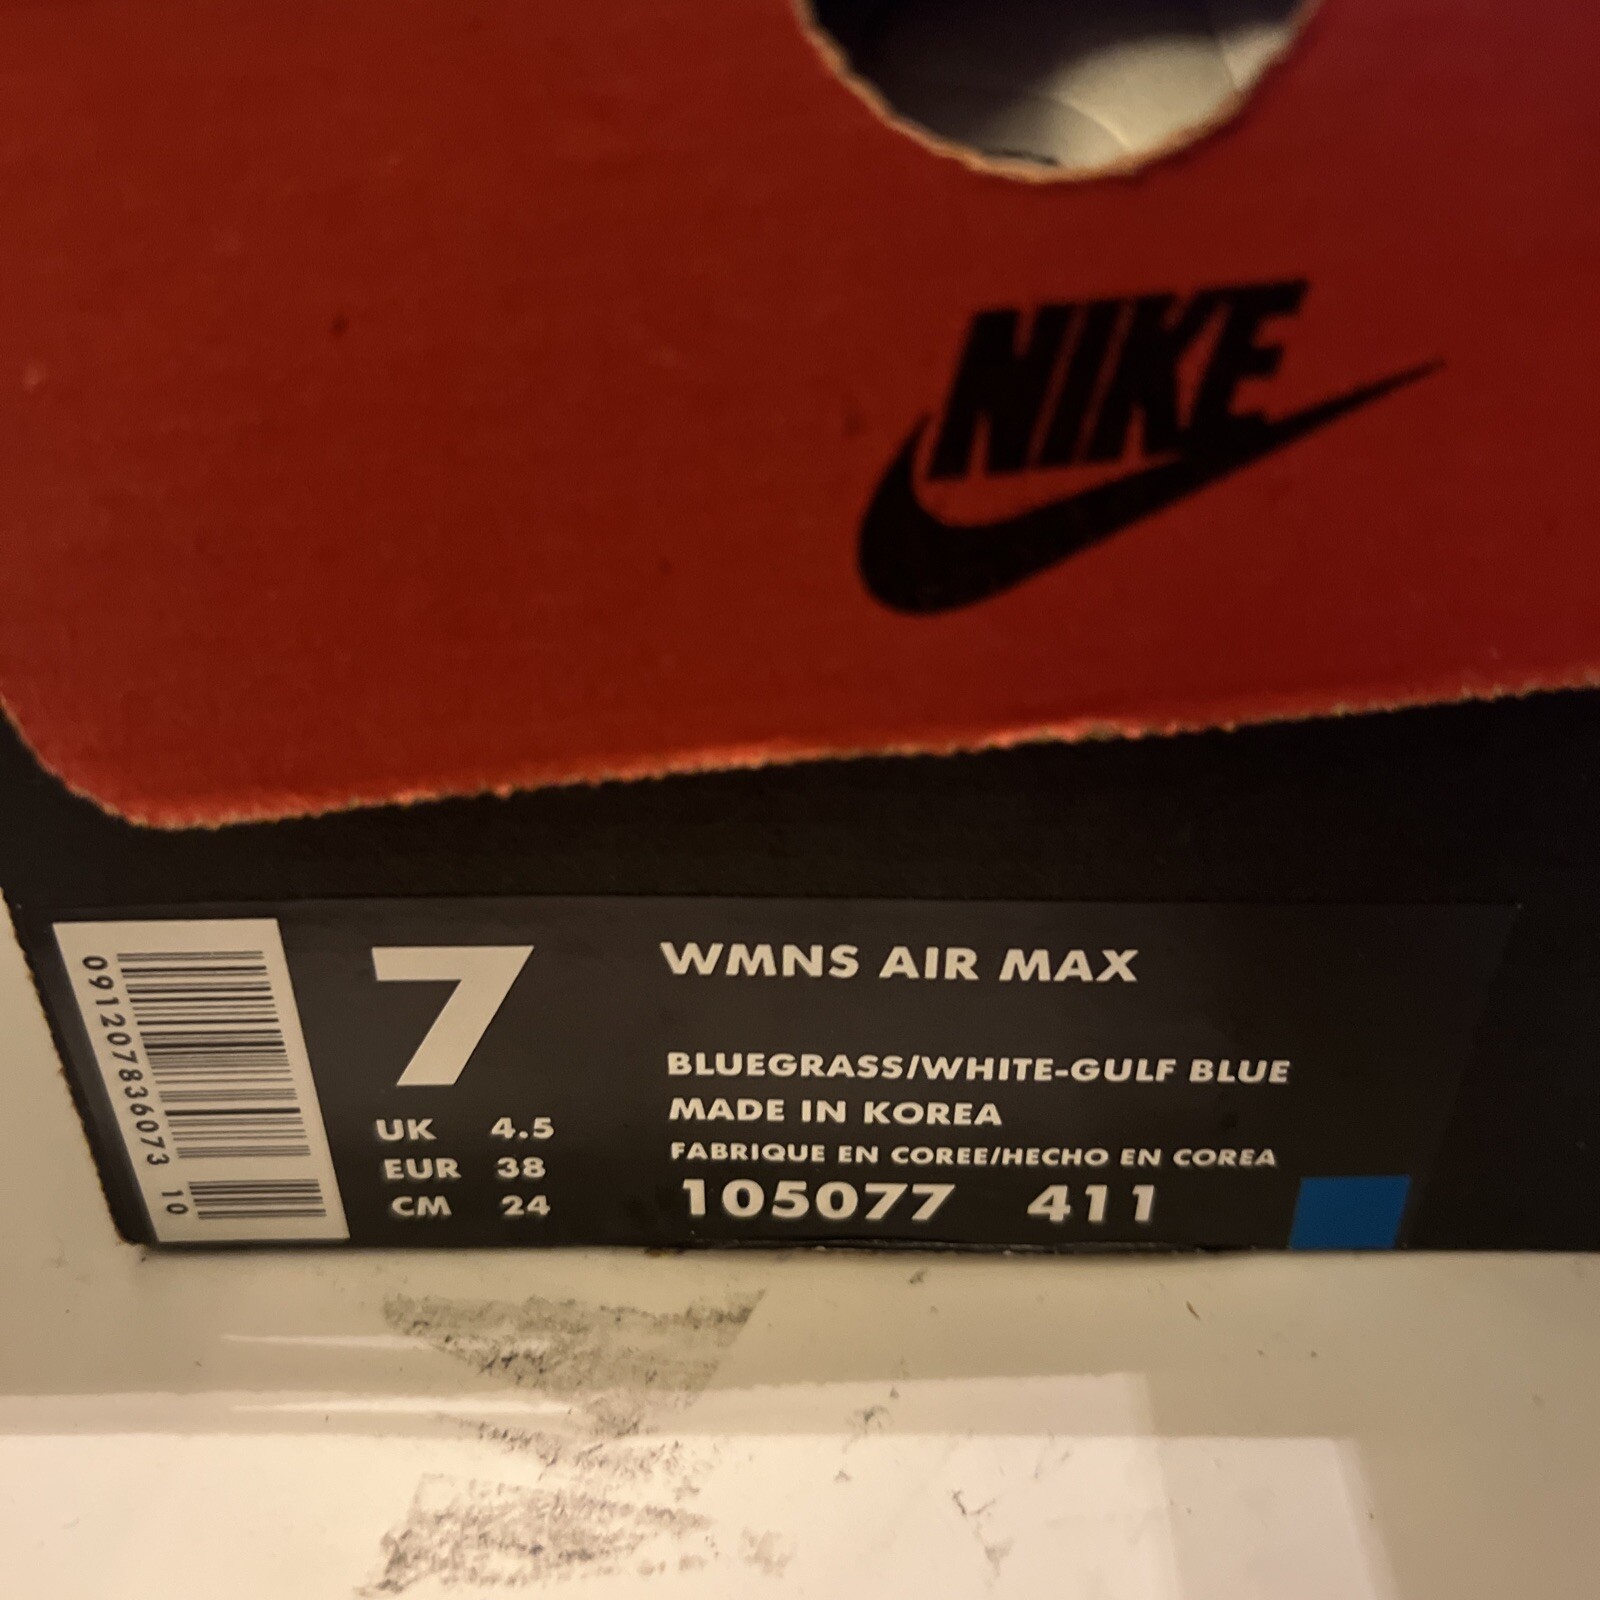 NIKE
091207836073 10
7
UK 4.5
EUR 38
CM 24
WMNS AIR MAX
BLUEGRASS/WHITE-GULF BLUE
MADE IN KOREA
FABRIQUE EN COREE/HECHO EN COREA
105077 411